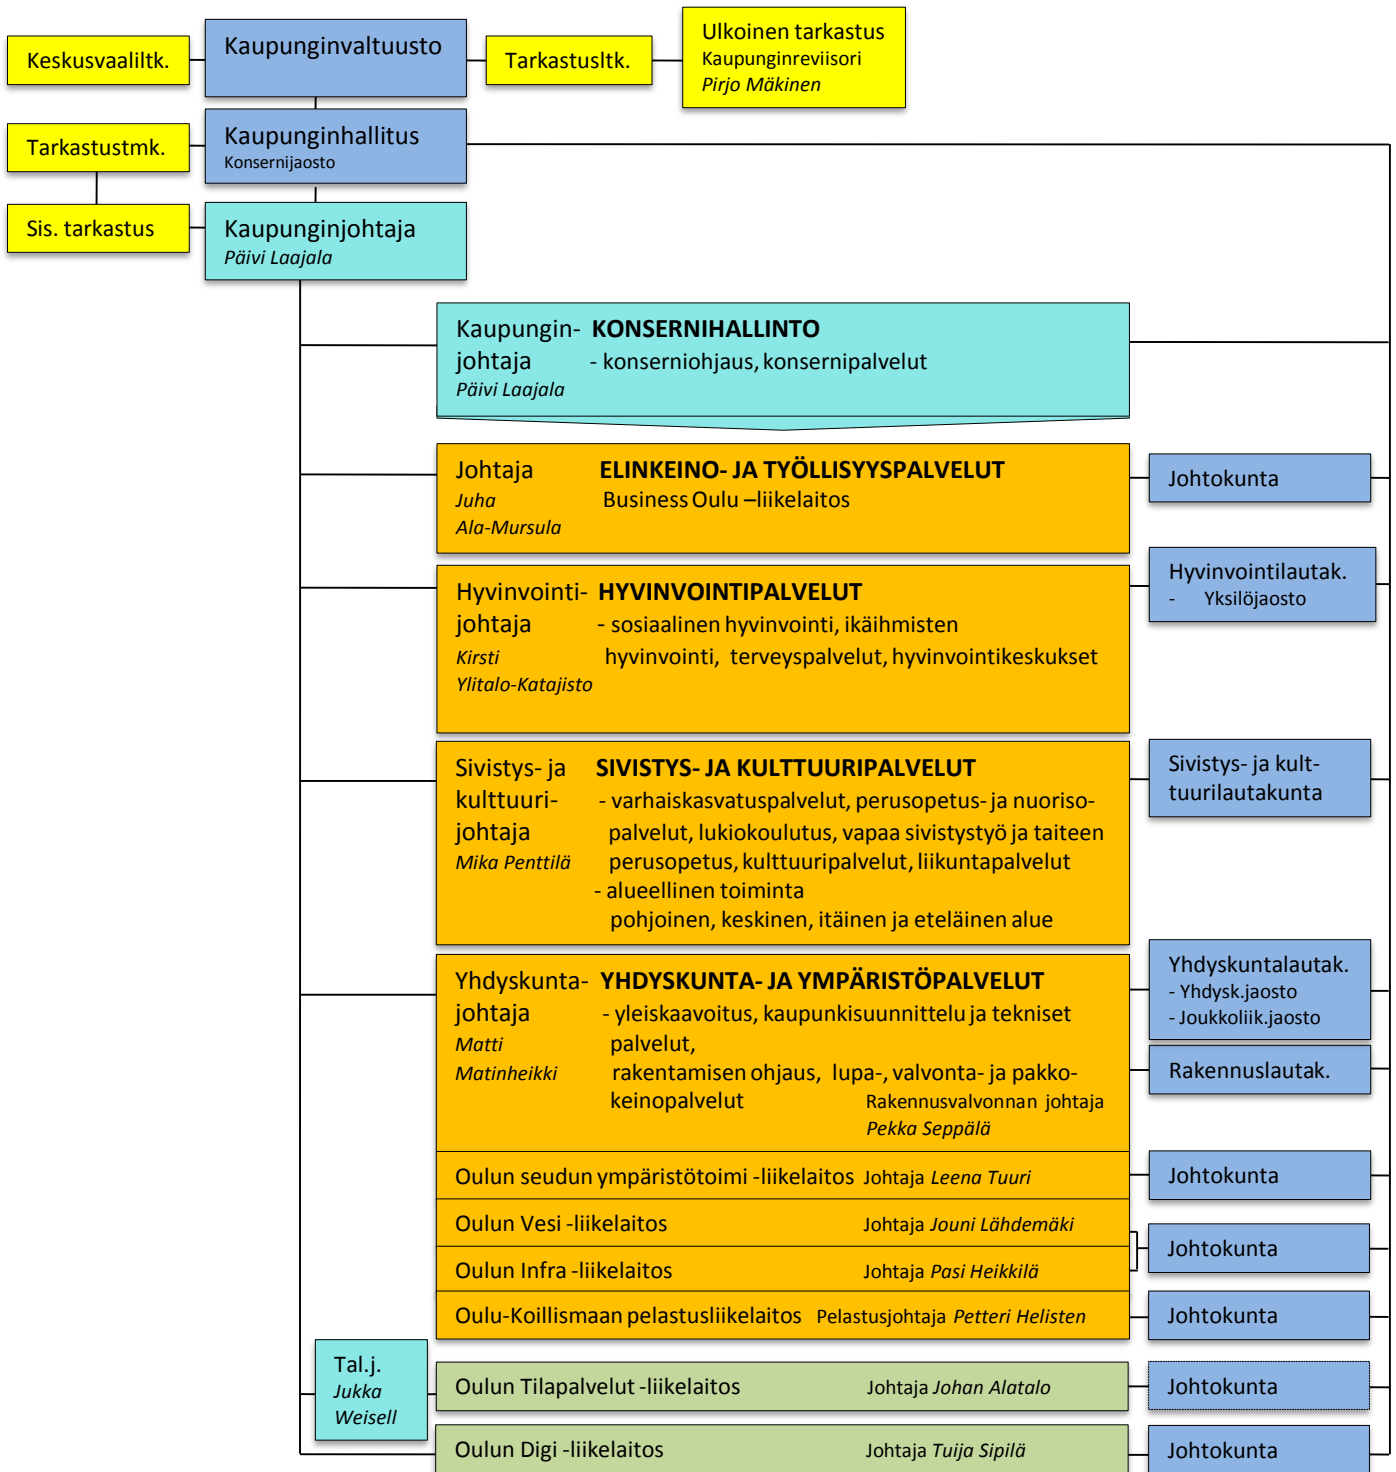 Keskusvaaliltk.
Kaupunginvaltuusto
Tarkastusltk.
Ulkoinen tarkastus
Kaupunginreviisori
Pirjo Mäkinen
Tarkastustmk.
Kaupunginhallitus
Konsernijaosto
Sis. tarkastus
Kaupunginjohtaja
Päivi Laajala
Kaupungin- KONSERNIHALLINTO
johtaja - konserniohjaus, konsernipalvelut
Päivi Laajala
Johtaja ELINKEINO- JA TYÖLLISYYSPALVELUT
Juha Business Oulu –liikelaitos
Ala-Mursula
Johtokunta
Hyvinvointi- HYVINVOINTIPALVELUT
johtaja - sosiaalinen hyvinvointi, ikäihmisten
Kirsti hyvinvointi, terveyspalvelut, hyvinvointikeskukset
Ylitalo-Katajisto
Hyvinvointilautak.
- Yksilöjaosto
Sivistys- ja SIVISTYS- JA KULTTUURIPALVELUT
kulttuuri- - varhaiskasvatuspalvelut, perusopetus- ja nuoriso-
johtaja palvelut, lukiokoulutus, vapaa sivistystyö ja taiteen
Mika Penttilä perusopetus, kulttuuripalvelut, liikuntapalvelut
- alueellinen toiminta
pohjoinen, keskinen, itäinen ja eteläinen alue
Sivistys- ja kult-
tuurilautakunta
Yhdyskunta- YHDYSKUNTA- JA YMPÄRISTÖPALVELUT
johtaja - yleiskaavoitus, kaupunkisuunnittelu ja tekniset
Matti palvelut,
Matinheikki rakentamisen ohjaus, lupa-, valvonta- ja pakko-
keinopalvelut Rakennusvalvonnan johtaja
Pekka Seppälä
Yhdyskuntalautak.
- Yhdysk.jaosto
- Joukkoliik.jaosto
Rakennuslautak.
Oulun seudun ympäristötoimi -liikelaitos Johtaja Leena Tuuri
Johtokunta
Oulun Vesi -liikelaitos Johtaja Jouni Lähdemäki
Oulun Infra -liikelaitos Johtaja Pasi Heikkilä
Johtokunta
Oulu-Koillismaan pelastusliikelaitos Pelastusjohtaja Petteri Helisten
Johtokunta
Tal.j.
Jukka
Weisell
Oulun Tilapalvelut -liikelaitos Johtaja Johan Alatalo
Johtokunta
Oulun Digi -liikelaitos Johtaja Tuija Sipilä
Johtokunta